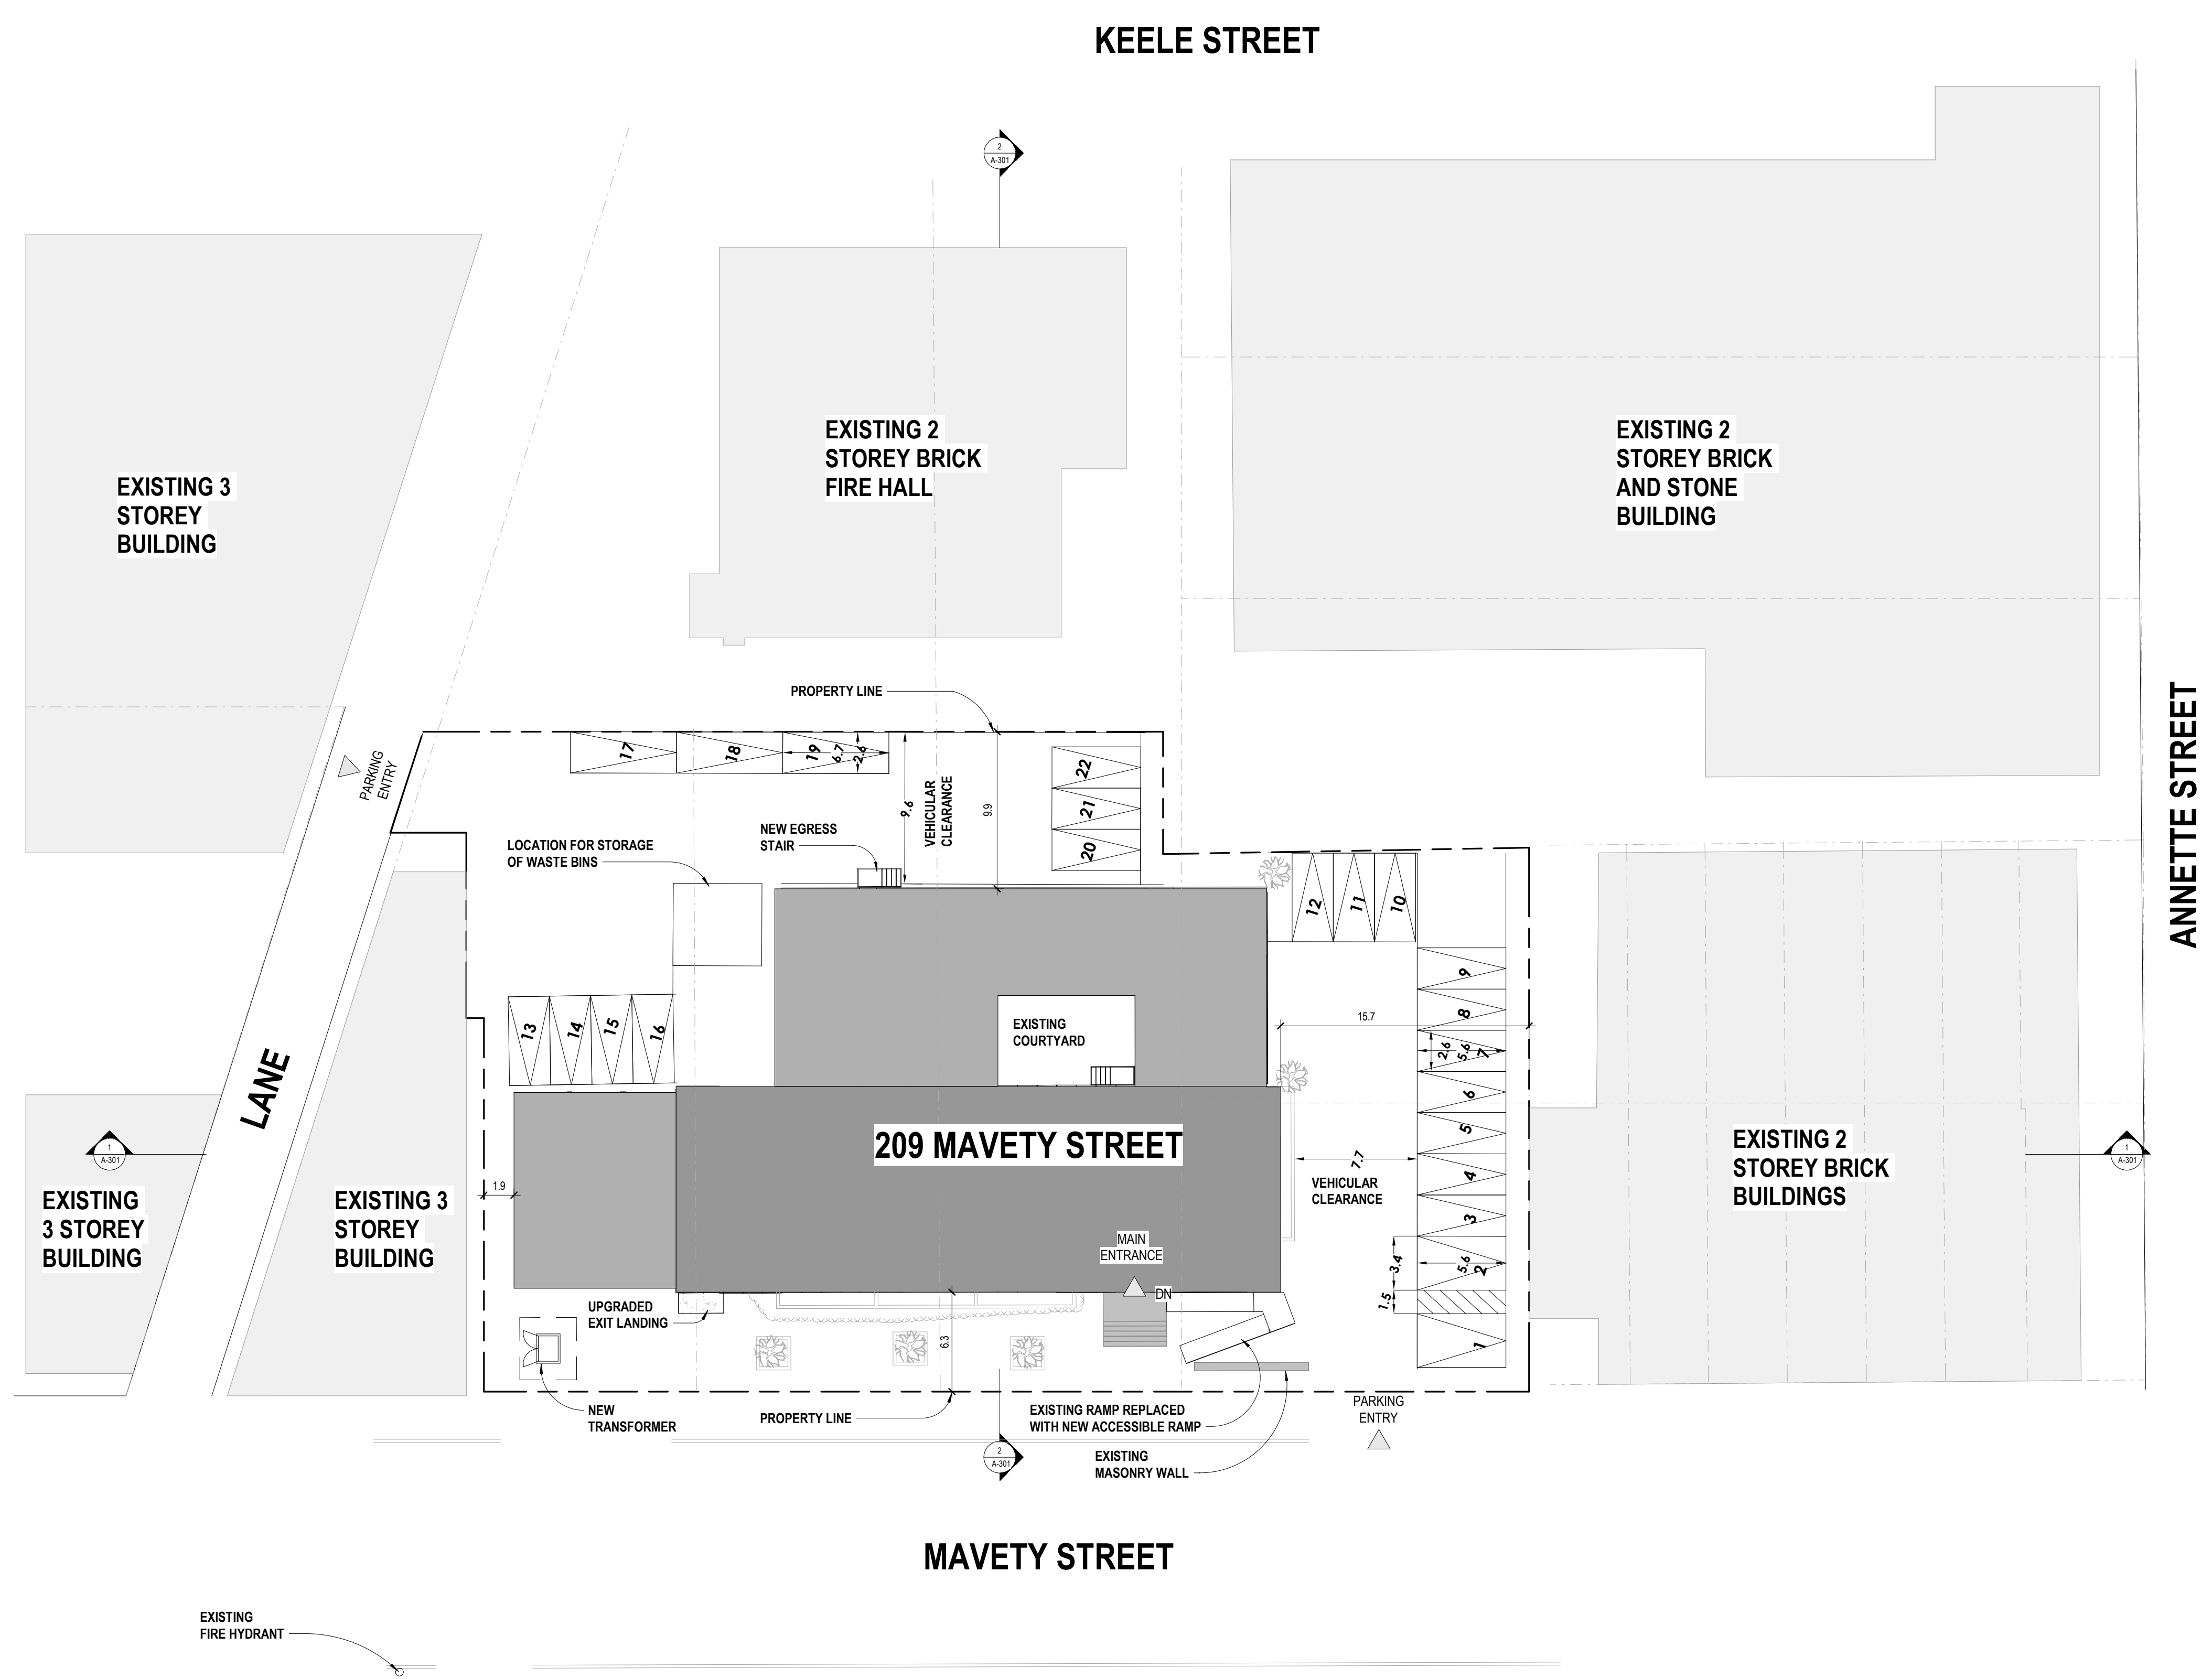 KEELE STREET
2
A-301
EXISTING 2
STOREY BRICK
FIRE HALL
EXISTING 2
STOREY BRICK
AND STONE
BUILDING
EXISTING 3
STOREY
BUILDING
ANNETTE STREET
PROPERTY LINE
PARKING
ENTRY
17
18
19
6.7
2.6
9.6
VEHICULAR
CLEARANCE
9.9
22
21
20
NEW EGRESS
STAIR
LOCATION FOR STORAGE
OF WASTE BINS
12
11
10
9
8
7
2.6
5.6
6
5
4
3
2
5.6
3.4
1.5
1
13
14
15
16
EXISTING
COURTYARD
15.7
LANE
209 MAVETY STREET
7.7
VEHICULAR
CLEARANCE
1
A-301
EXISTING
3 STOREY
BUILDING
EXISTING 3
STOREY
BUILDING
1.9
EXISTING 2
STOREY BRICK
BUILDINGS
1
A-301
MAIN
ENTRANCE
DN
UPGRADED
EXIT LANDING
6.3
NEW
TRANSFORMER
PROPERTY LINE
EXISTING RAMP REPLACED
WITH NEW ACCESSIBLE RAMP
PARKING
ENTRY
2
A-301
EXISTING
MASONRY WALL
MAVETY STREET
EXISTING
FIRE HYDRANT